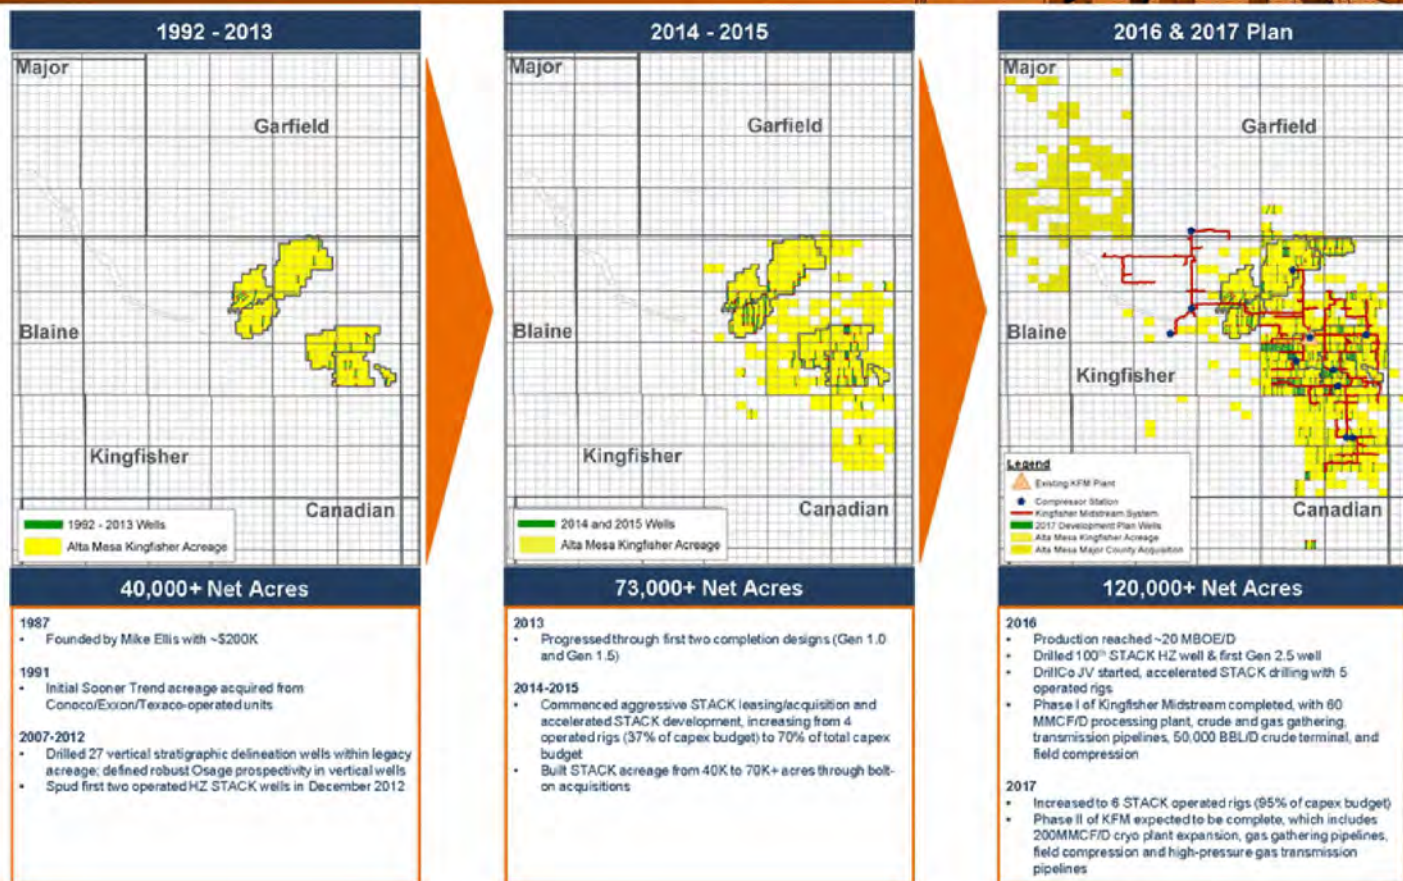 1992 - 2013
Major
Garfield
Blaine
Kingfisher
Canadian
1992 - 2013 Wells
Alta Mesa Kingfisher Acreage
40,000+ Net Acres
1987
• Founded by Mike Ellis with ~$200K
1991
• Initial Sooner Trend acreage acquired from
Conoco/Exxon/Texaco-operated units
2007-2012
• Drilled 27 vertical stratigraphic delineation wells within legacy
acreage; defined robust Osage prospectivity in vertical wells
• Spud first two operated HZ STACK wells in December 2012
2014 - 2015
Major
Garfield
Blaine
Kingfisher
Canadian
2014 and 2015 Wells
Alta Mesa Kingfisher Acreage
73,000+ Net Acres
2013
• Progressed through first two completion designs (Gen 1.0
and Gen 1.5)
2014-2015
• Commenced aggressive STACK leasing/acquisition and
accelerated STACK development, increasing from 4
operated rigs (37% of capex budget) to 70% of total capex
budget
• Built STACK acreage from 40K to 70K+ acres through bolt-
on acquisitions
2016 & 2017 Plan
Major
Garfield
Blaine
Kingfisher
Legend
Existing KFM Plant
Compressor Station
Kingfisher Midstream System
2017 Development Plan Wells
Alta Mesa Kingfisher Acreage
Alta Mesa Major County Acquisition
Canadian
120,000+ Net Acres
2016
• Production reached ~20 MBOE/D
• Drilled 100th STACK HZ well & first Gen 2.5 well
• DrillCo JV started, accelerated STACK drilling with 5
operated rigs
• Phase I of Kingfisher Midstream completed, with 60
MMCF/D processing plant, crude and gas gathering,
transmission pipelines, 50,000 BBL/D crude terminal, and
field compression
2017
• Increased to 6 STACK operated rigs (95% of capex budget)
• Phase II of KFM expected to be complete, which includes
200MMCF/D cryo plant expansion, gas gathering pipelines,
field compression and high-pressure gas transmission
pipelines